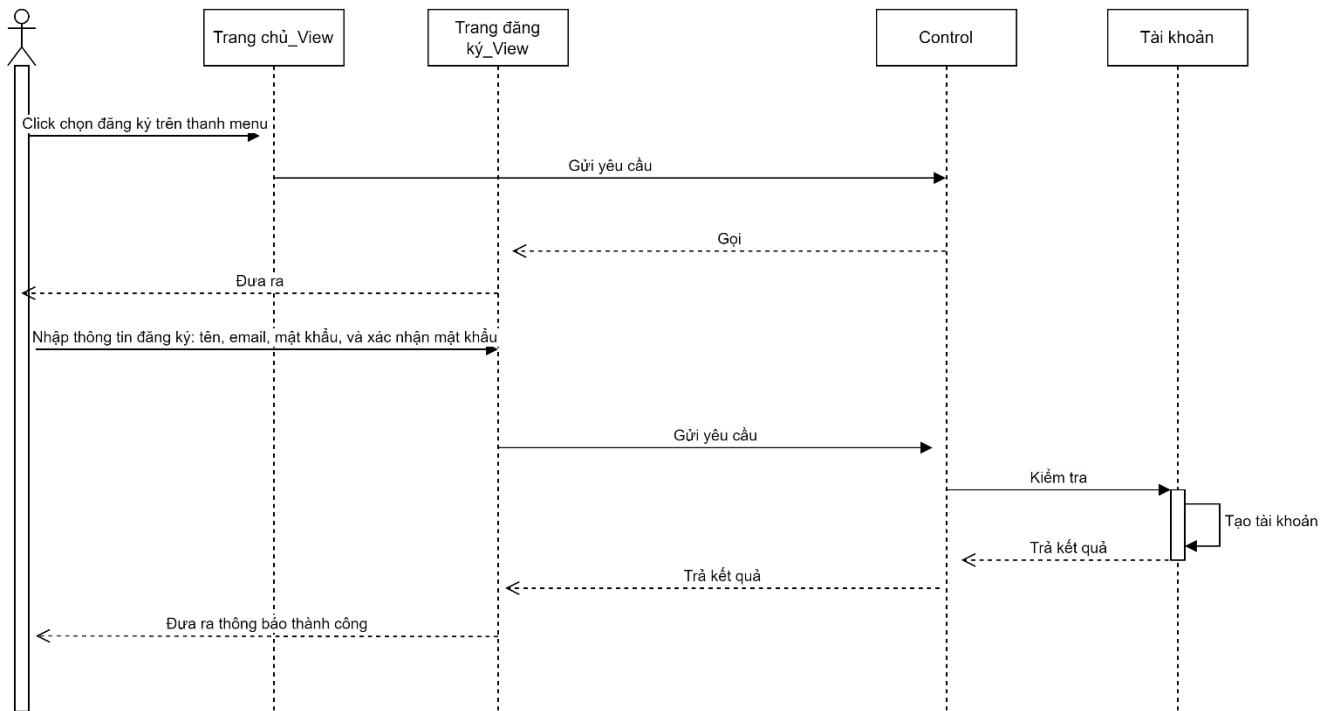 Trang chủ_View
Trang đăng
ký_View
Control
Tài khoản
Click chọn đăng ký trên thanh menu
Gửi yêu cầu
Gọi
Đưa ra
Nhập thông tin đăng ký: tên, email, mật khẩu, và xác nhận mật khẩu
Gửi yêu cầu
Kiểm tra
Tạo tài khoản
Trả kết quả
Trả kết quả
Đưa ra thông báo thành công